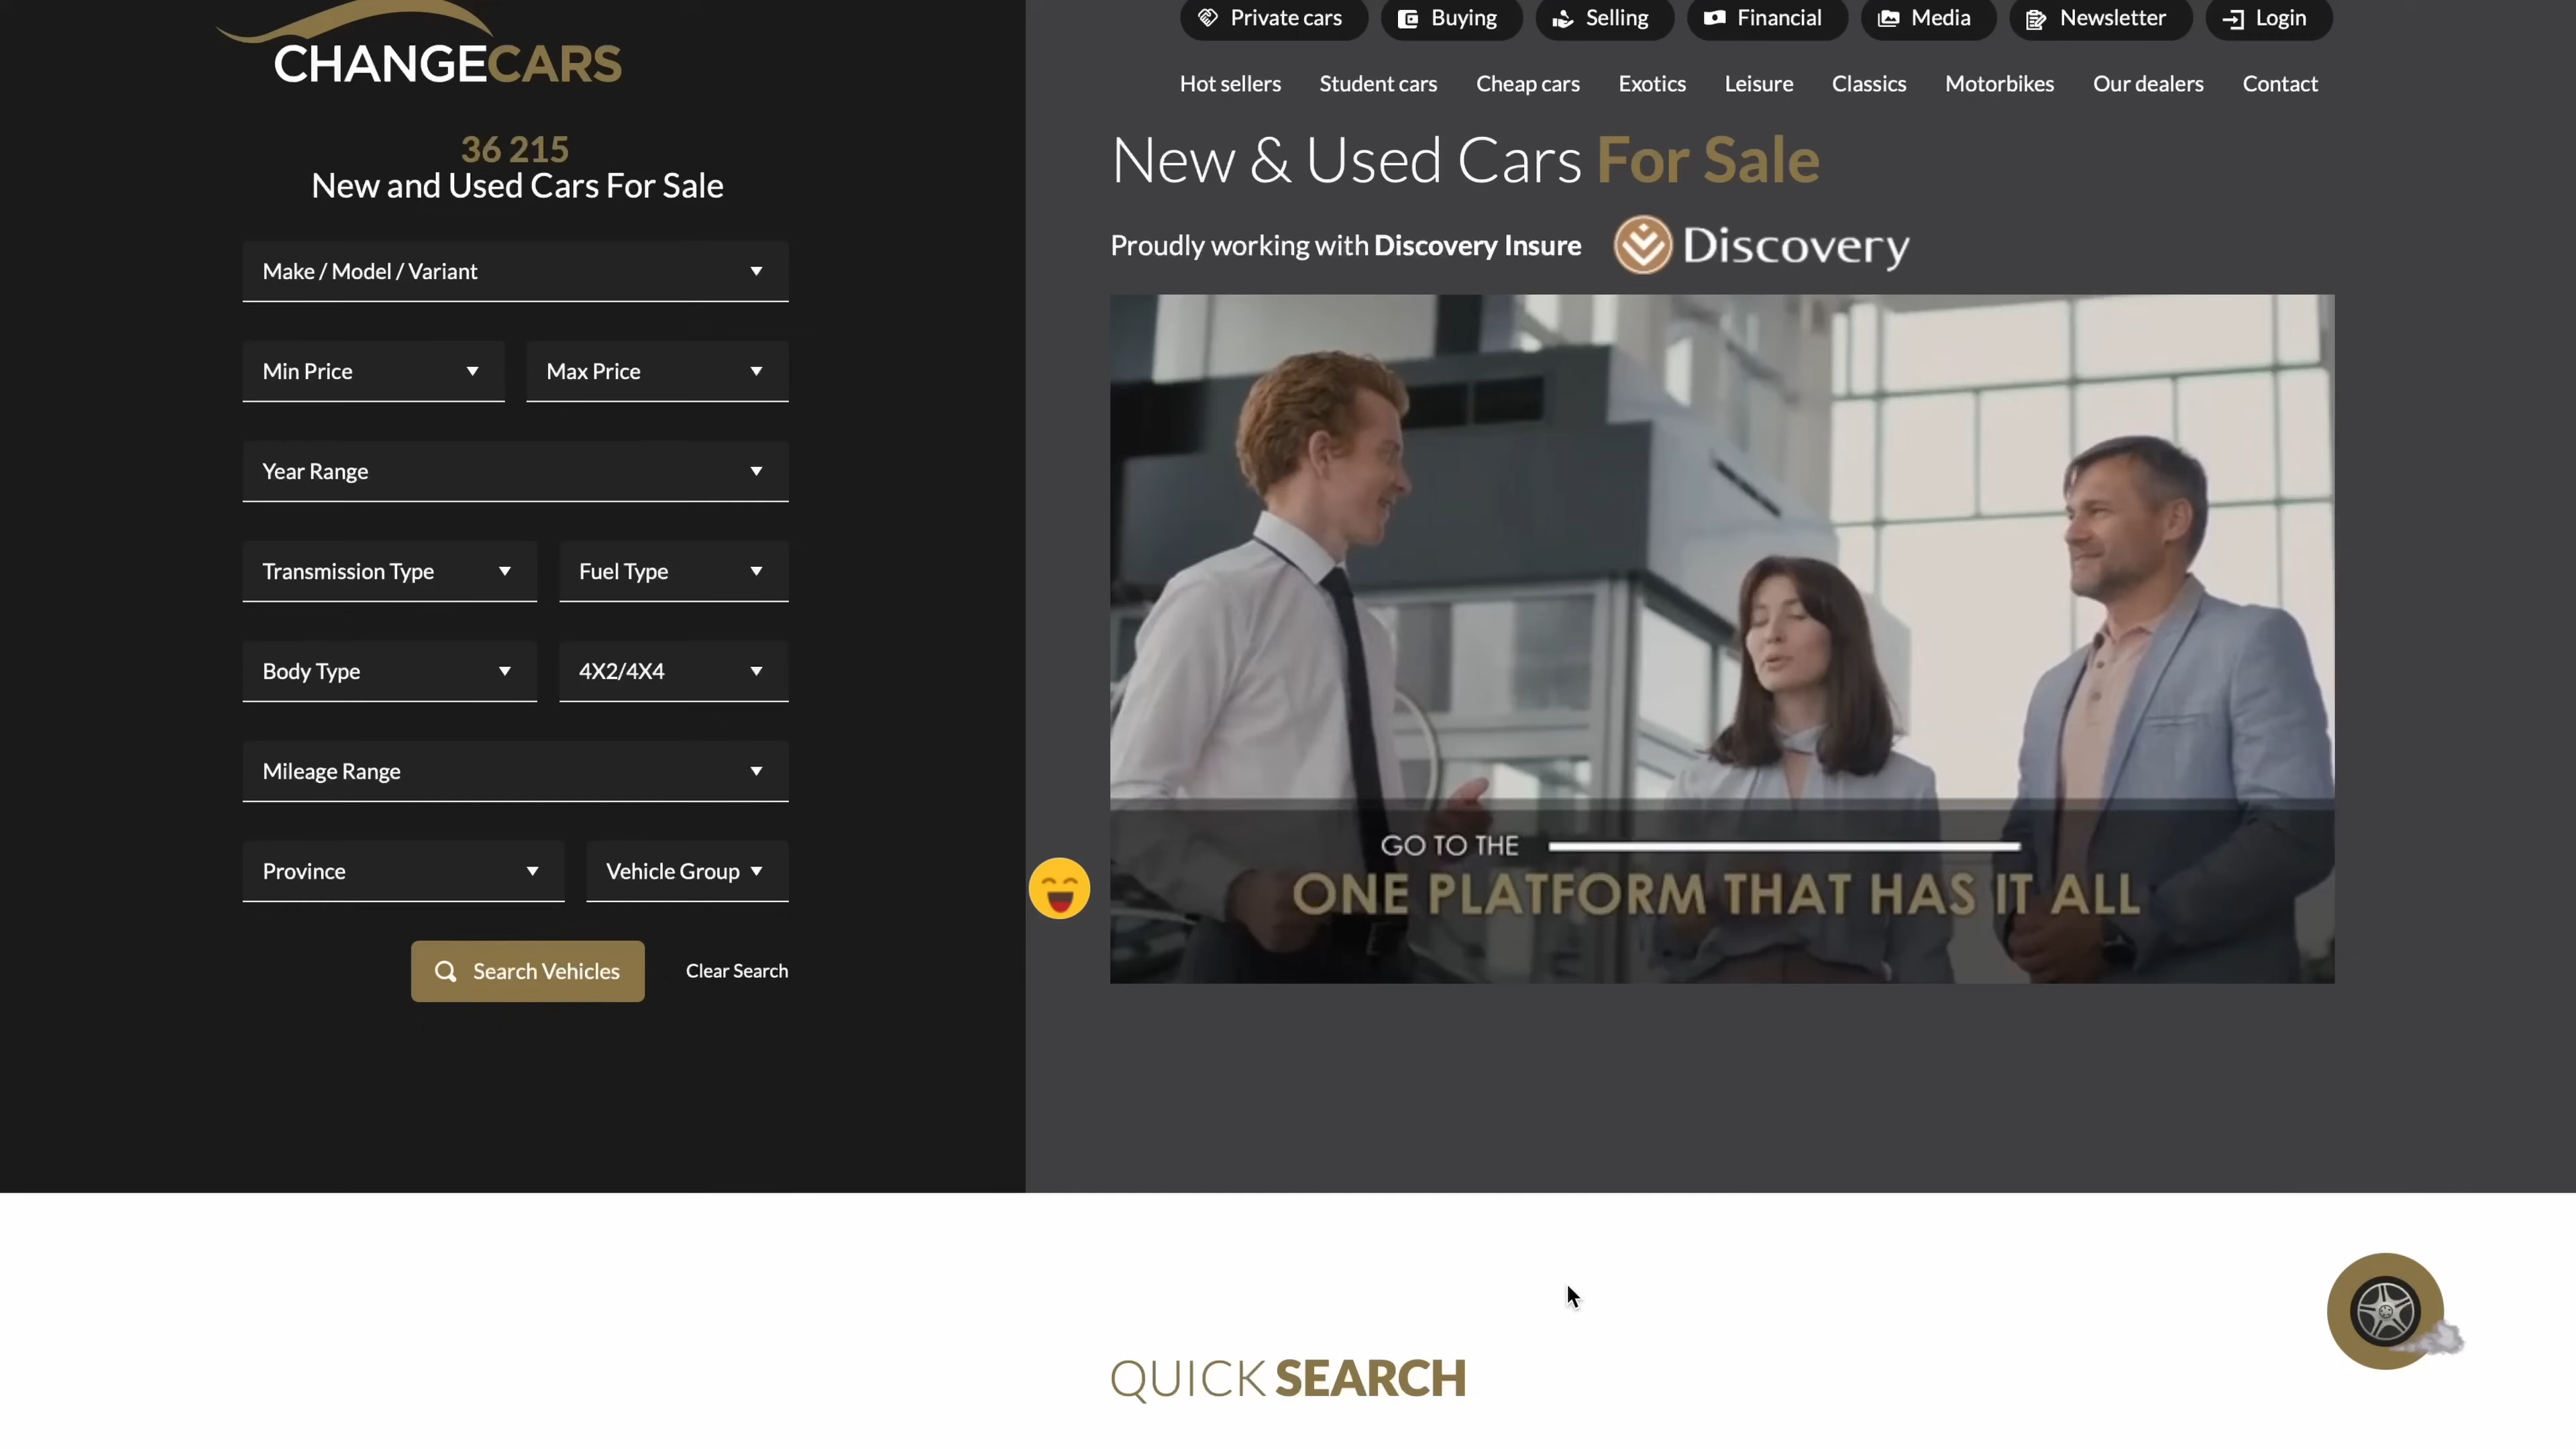 CHANGECARS
36 215
New and Used Cars For Sale
Make / Model / Variant
Min Price
Max Price
Year Range
Transmission Type
Fuel Type
Body Type
4X2/4X4
Mileage Range
Province
Vehicle Group
Search Vehicles
Clear Search
Private cars
Buying
Selling
Financial
Media
Newsletter
Login
Hot sellers
Student cars
Cheap cars
Exotics
Leisure
Classics
Motorbikes
Our dealers
Contact
New & Used Cars For Sale
Proudly working with Discovery Insure
Discovery
GO TO THE
ONE PLATFORM THAT HAS IT ALL
QUICK SEARCH